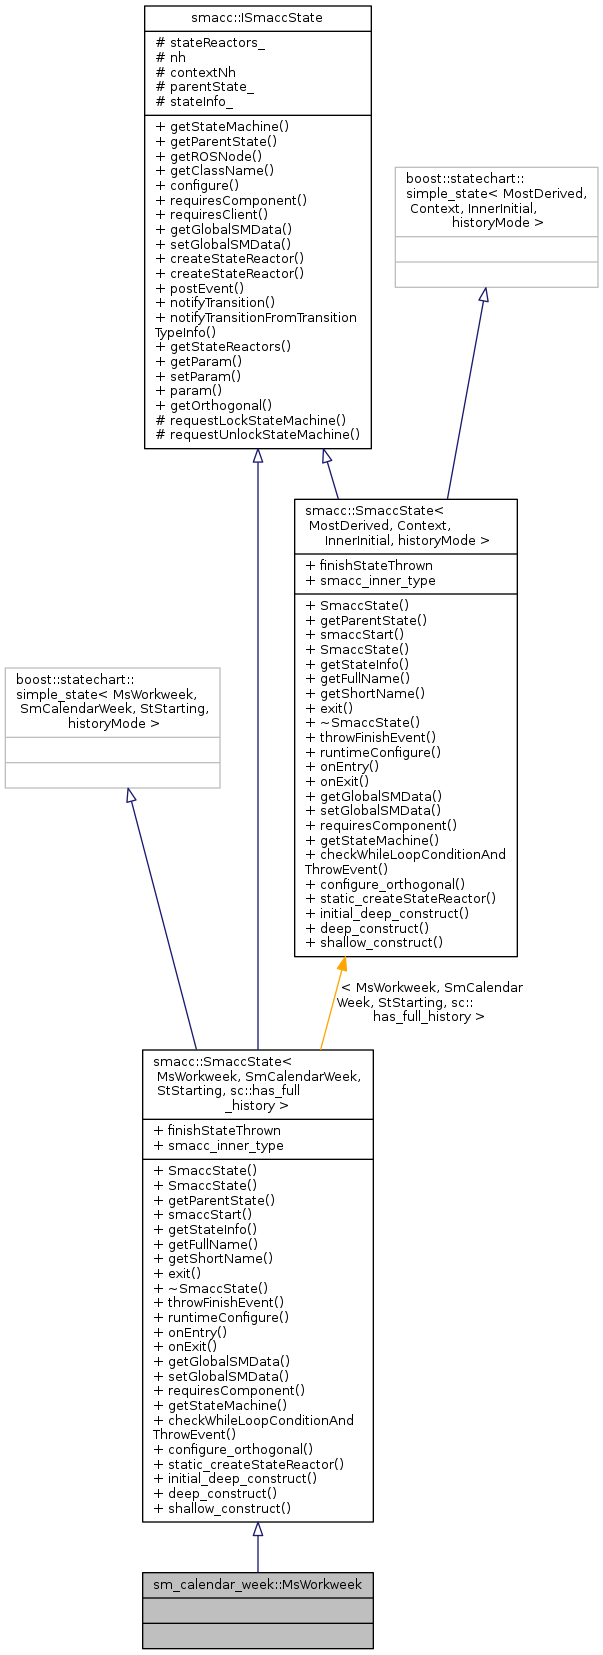 smacc::ISmaccState
# stateReactors_
# nh
# contextNh
# parentState_
# stateInfo_
+ getStateMachine()
+ getParentState()
+ getROSNode()
+ getClassName()
+ configure()
+ requiresComponent()
+ requiresClient()
+ getGlobalSMData()
+ setGlobalSMData()
+ createStateReactor()
+ createStateReactor()
+ postEvent()
+ notifyTransition()
+ notifyTransitionFromTransition
TypeInfo()
+ getStateReactors()
+ getParam()
+ setParam()
+ param()
+ getOrthogonal()
# requestLockStateMachine()
# requestUnlockStateMachine()
boost::statechart::
simple_state< MostDerived,
Context, InnerInitial,
historyMode >
smacc::SmaccState<
MostDerived, Context,
InnerInitial, historyMode >
+ finishStateThrown
+ smacc_inner_type
+ SmaccState()
+ getParentState()
+ smaccStart()
+ SmaccState()
+ getStateInfo()
+ getFullName()
+ getShortName()
+ exit()
+ ~SmaccState()
+ throwFinishEvent()
+ runtimeConfigure()
+ onEntry()
+ onExit()
+ getGlobalSMData()
+ setGlobalSMData()
+ requiresComponent()
+ getStateMachine()
+ checkWhileLoopConditionAnd
ThrowEvent()
+ configure_orthogonal()
+ static_createStateReactor()
+ initial_deep_construct()
+ deep_construct()
+ shallow_construct()
boost::statechart::
simple_state< MsWorkweek,
SmCalendarWeek, StStarting,
historyMode >
< MsWorkweek, SmCalendar
Week, StStarting, sc::
has_full_history >
smacc::SmaccState<
MsWorkweek, SmCalendarWeek,
StStarting, sc::has_full
_history >
+ finishStateThrown
+ smacc_inner_type
+ SmaccState()
+ SmaccState()
+ getParentState()
+ smaccStart()
+ getStateInfo()
+ getFullName()
+ getShortName()
+ exit()
+ ~SmaccState()
+ throwFinishEvent()
+ runtimeConfigure()
+ onEntry()
+ onExit()
+ getGlobalSMData()
+ setGlobalSMData()
+ requiresComponent()
+ getStateMachine()
+ checkWhileLoopConditionAnd
ThrowEvent()
+ configure_orthogonal()
+ static_createStateReactor()
+ initial_deep_construct()
+ deep_construct()
+ shallow_construct()
sm_calendar_week::MsWorkweek